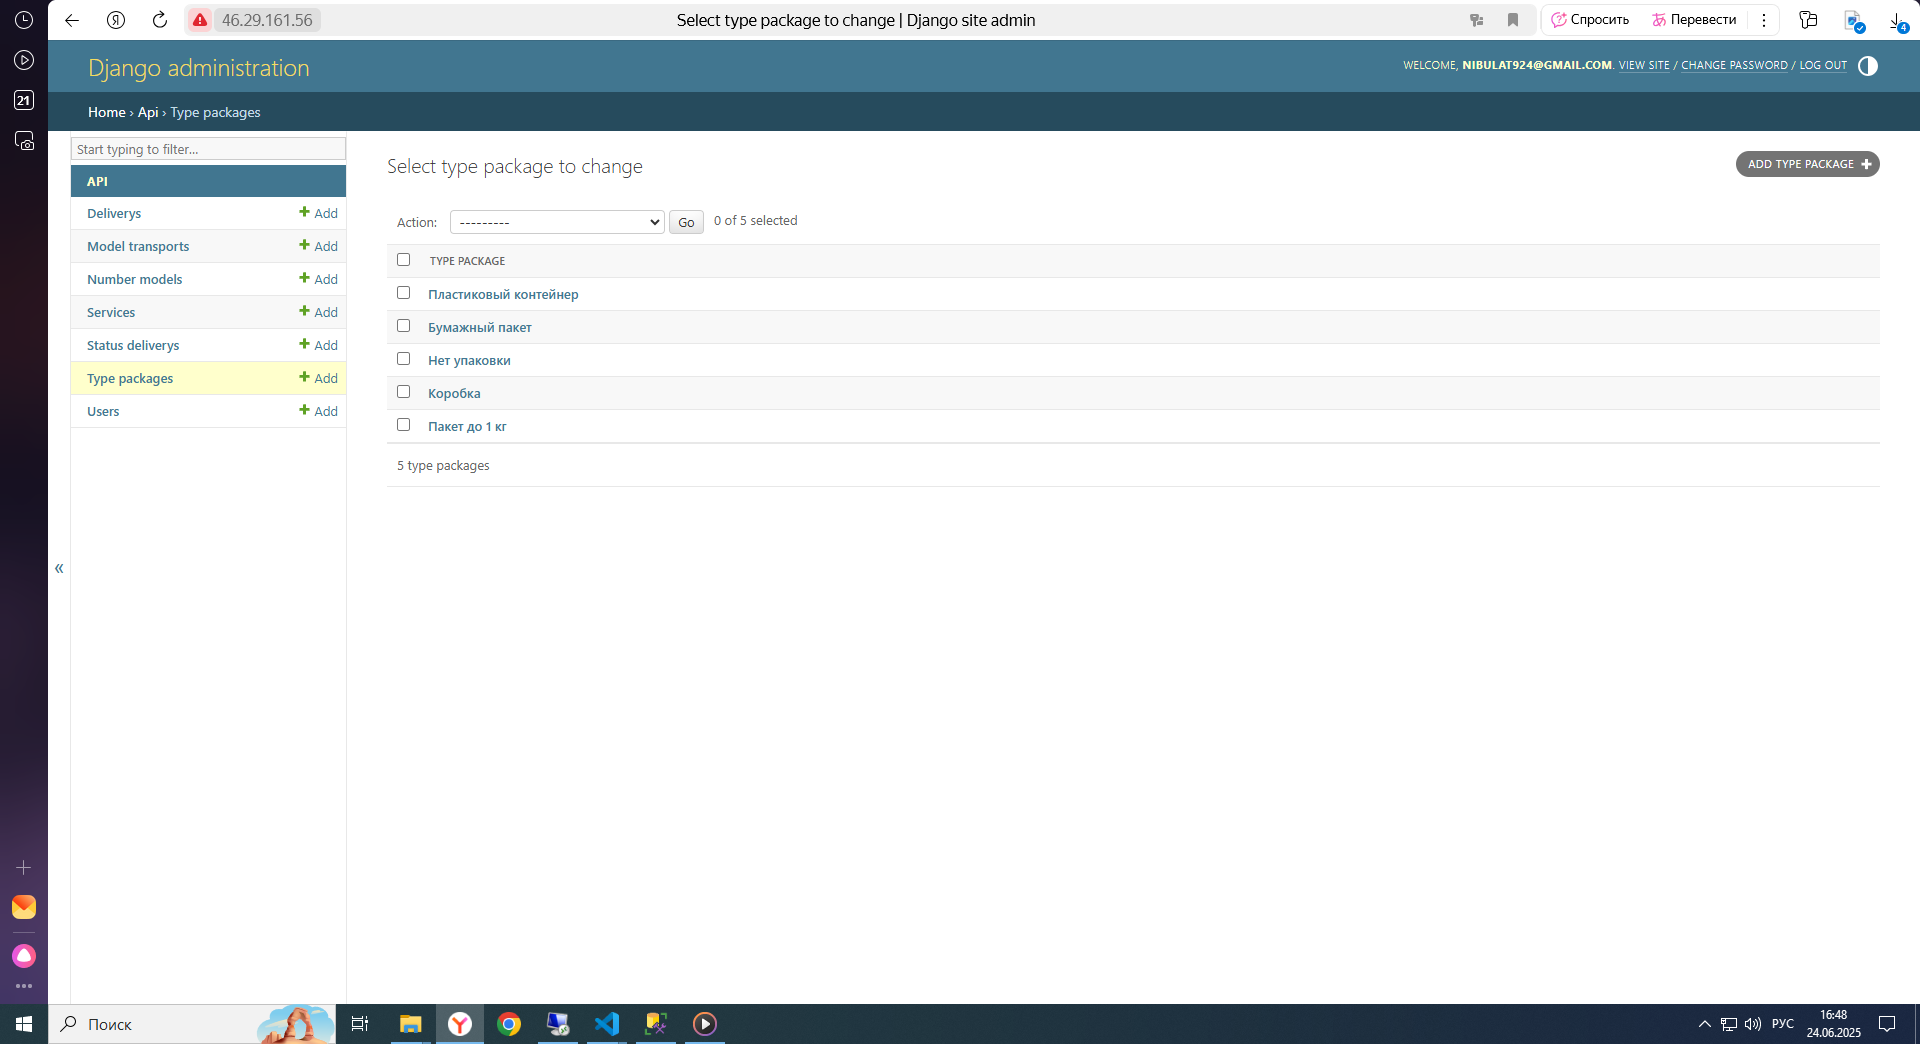 46.29.161.56
Select type package to change | Django site admin
Спросить
Перевести
4
21
Django administration
WELCOME, NIBULAT924@GMAIL.COM. VIEW SITE / CHANGE PASSWORD / LOG OUT
Home › Api › Type packages
Start typing to filter...
API
Deliverys Add
Model transports Add
Number models Add
Services Add
Status deliverys Add
Type packages Add
Users Add
«
Select type package to change
ADD TYPE PACKAGE
Action: --------- Go 0 of 5 selected
TYPE PACKAGE
Пластиковый контейнер
Бумажный пакет
Нет упаковки
Коробка
Пакет до 1 кг
5 type packages
Поиск
РУС
16:48
24.06.2025